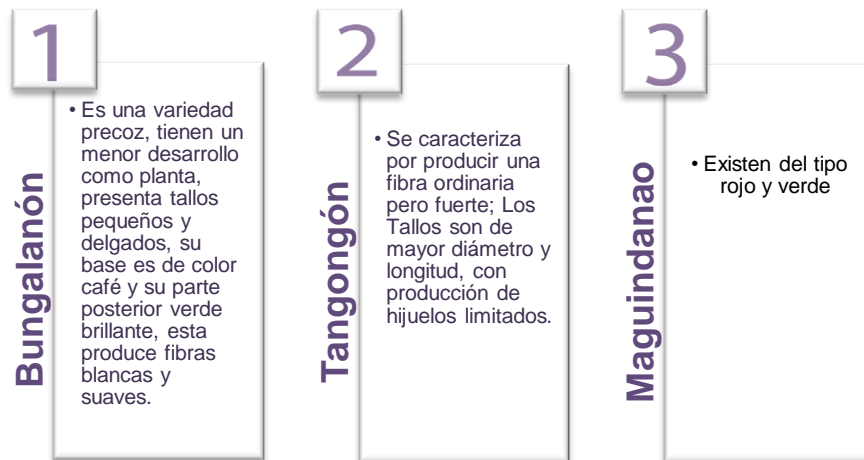 1
Bungalanón
• Es una variedad
precoz, tienen un
menor desarrollo
como planta,
presenta tallos
pequeños y
delgados, su
base es de color
café y su parte
posterior verde
brillante, esta
produce fibras
blancas y
suaves.
2
Tangongón
• Se caracteriza
por producir una
fibra ordinaria
pero fuerte; Los
Tallos son de
mayor diámetro y
longitud, con
producción de
hijuelos limitados.
3
Maguindanao
• Existen del tipo
rojo y verde